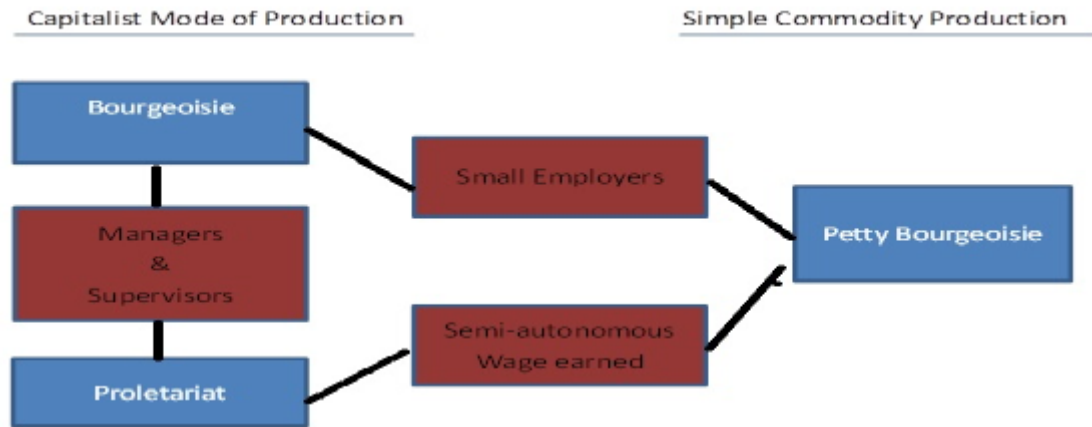 Capitalist Mode of Production
Simple Commodity Production
Bourgeoisie
Small Employers
Managers
&
Supervisors
Petty Bourgeoisie
Semi-autonomous
Wage earned
Proletariat